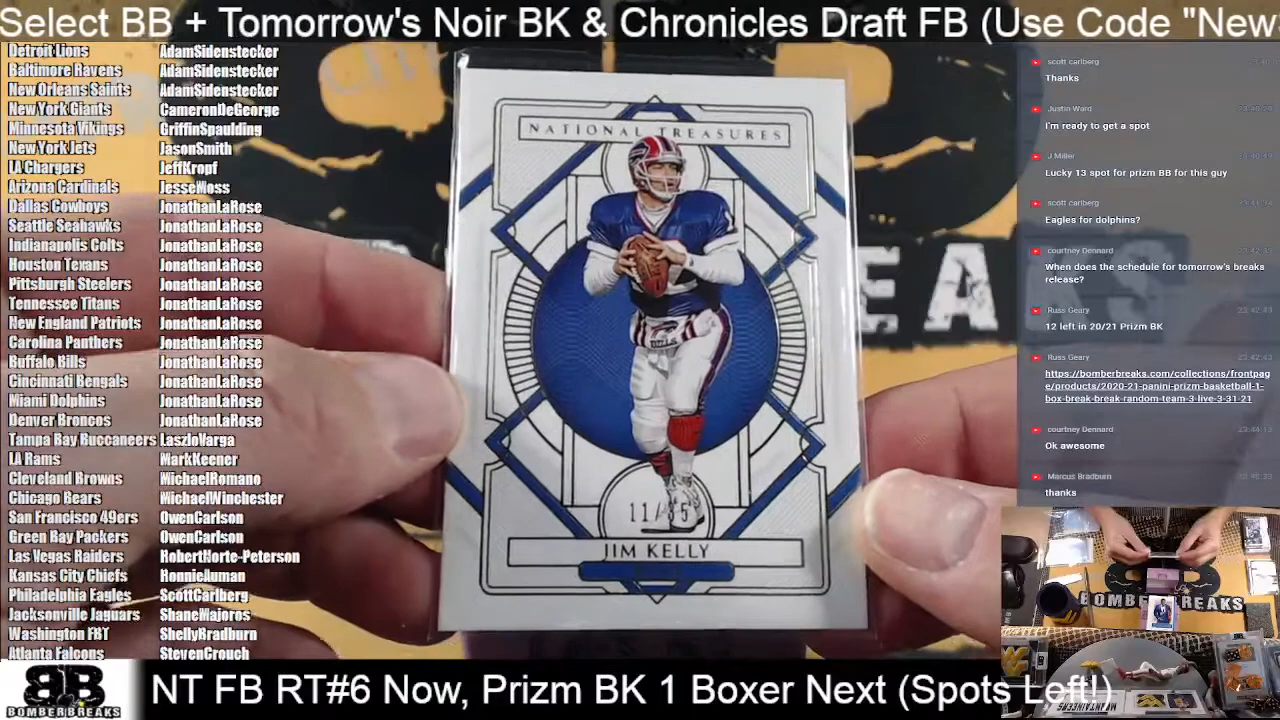 Select BB + Tomorrow's Noir BK & Chronicles Draft FB (Use Code "New
Detroit Lions AdamSidenstecker
Baltimore Ravens AdamSidenstecker
New Orleans Saints AdamSidenstecker
New York Giants CameronDeGeorge
Minnesota Vikings GriffinSpaulding
New York Jets JasonSmith
LA Chargers JeffKropf
Arizona Cardinals JesseMoss
Dallas Cowboys JonathanLaRose
Seattle Seahawks JonathanLaRose
Indianapolis Colts JonathanLaRose
Houston Texans JonathanLaRose
Pittsburgh Steelers JonathanLaRose
Tennessee Titans JonathanLaRose
New England Patriots JonathanLaRose
Carolina Panthers JonathanLaRose
Buffalo Bills JonathanLaRose
Cincinnati Bengals JonathanLaRose
Miami Dolphins JonathanLaRose
Denver Broncos JonathanLaRose
Tampa Bay Buccaneers LaszloVarga
LA Rams MarkKeener
Cleveland Browns MichaelRomano
Chicago Bears MichaelWinchester
San Francisco 49ers OwenCarlson
Green Bay Packers OwenCarlson
Las Vegas Raiders RobertNorte-Peterson
Kansas City Chiefs RonnieAuman
Philadelphia Eagles ScottCarlberg
Jacksonville Jaguars ShaneMajoros
Washington FBT ShellyBradburn
Atlanta Falcons StevenCrouch
NATIONAL TREASURES
BILLS
JIM KELLY
EA
scott carlberg
Thanks
Justin Ward
i'm ready to get a spot
J Miller
Lucky 13 spot for prizm BB for this guy
scott carlberg
Eagles for dolphins?
courtney Dennard
When does the schedule for tomorrow's breaks
release?
Russ Geary
12 left in 20/21 Prizm BK
Russ Geary
https://bomberbreaks.com/collections/frontpag
e/products/2020-21-panini-prizm-basketball-1-
box-break-break-random-team-3-live-3-31-21
courtney Dennard
Ok awesome
Marcus Bradburn
thanks
BOMBERBREAKS
BB
BOMBERBREAKS
NT FB RT#6 Now, Prizm BK 1 Boxer Next (Spots Left!)